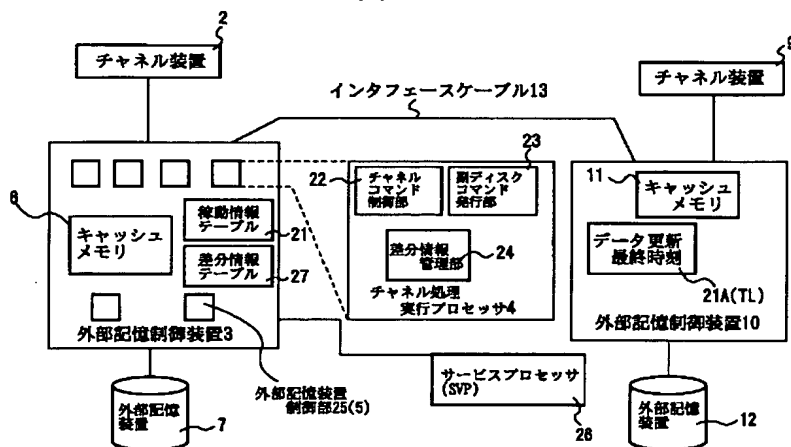 2
チャネル装置
9
チャネル装置
インタフェースケーブル13
23
22
チャネル
コマンド
制御部
副ディスク
コマンド
発行部
11
キャッシュ
メモリ
稼動情報
テーブル
21
キャッシュ
メモリ
差分情報
テーブル
27
差分情報
管理部
24
データ更新
最終時刻
21A(TL)
チャネル処理
実行プロセッサ4
外部記憶制御装置3
外部記憶制御装置10
外部記憶装置
制御部25(5)
サービスプロセッサ
(SVP)
26
外部記憶
装置
7
外部記憶
装置
12